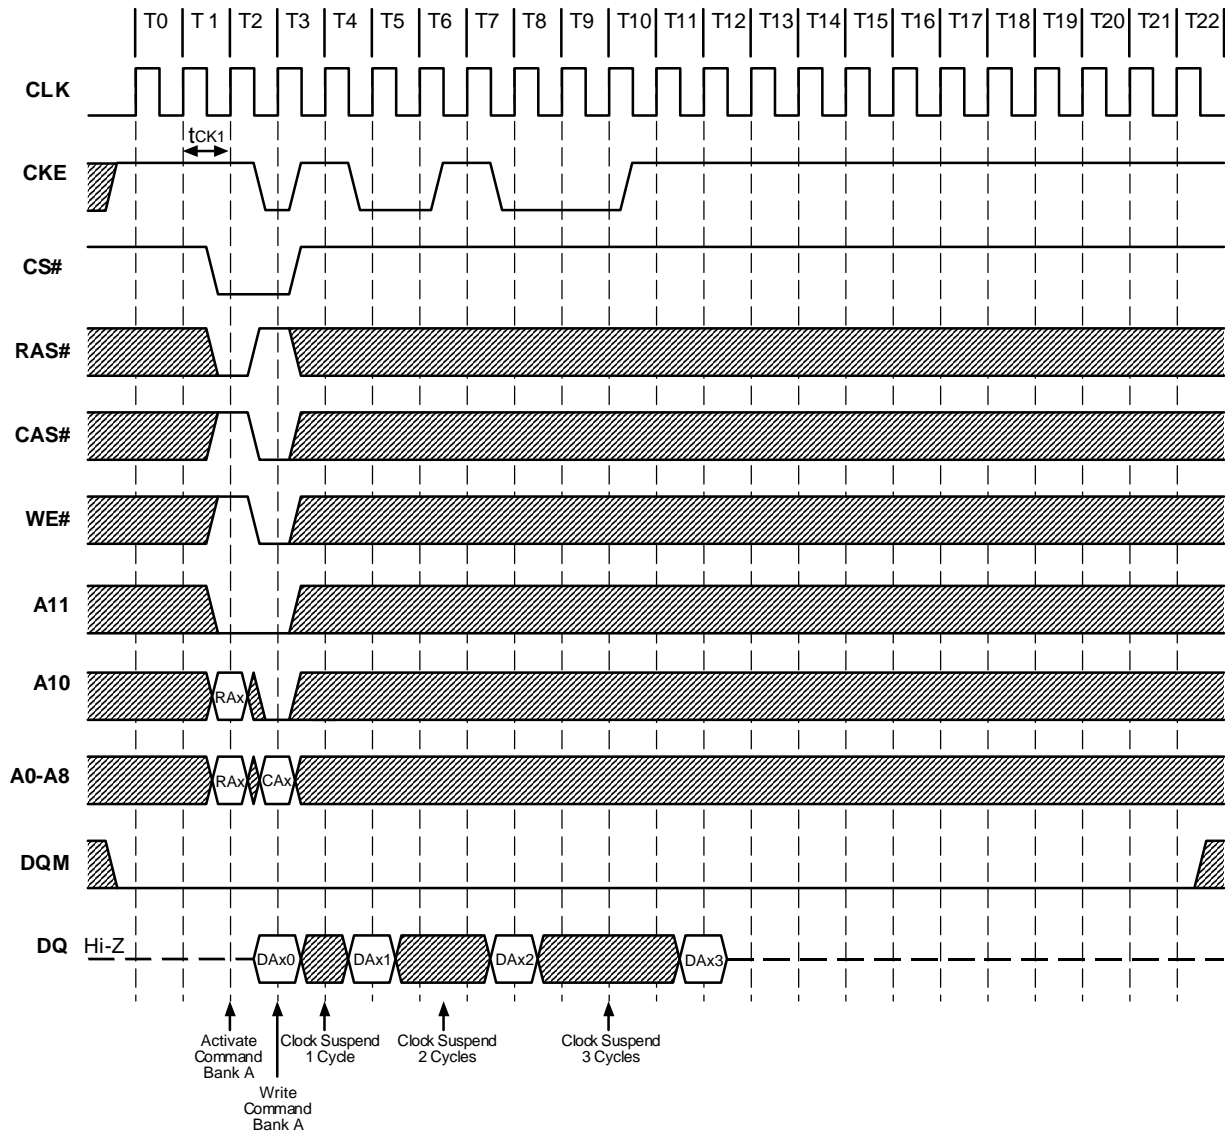 T0 T 1 T2 T3 T4 T5 T6 T7 T8 T9 T10 T11 T12 T13 T14 T15 T16 T17 T18 T19 T20 T21 T22
CLK
tCK1
CKE
CS#
RAS#
CAS#
WE#
A11
A10
RAx
A0-A8
RAx CAx
DQM
DQ Hi-Z
DAx0 DAx1 DAx2 DAx3
Activate
Command
Bank A
Write
Command
Bank A
Clock Suspend
1 Cycle
Clock Suspend
2 Cycles
Clock Suspend
3 Cycles